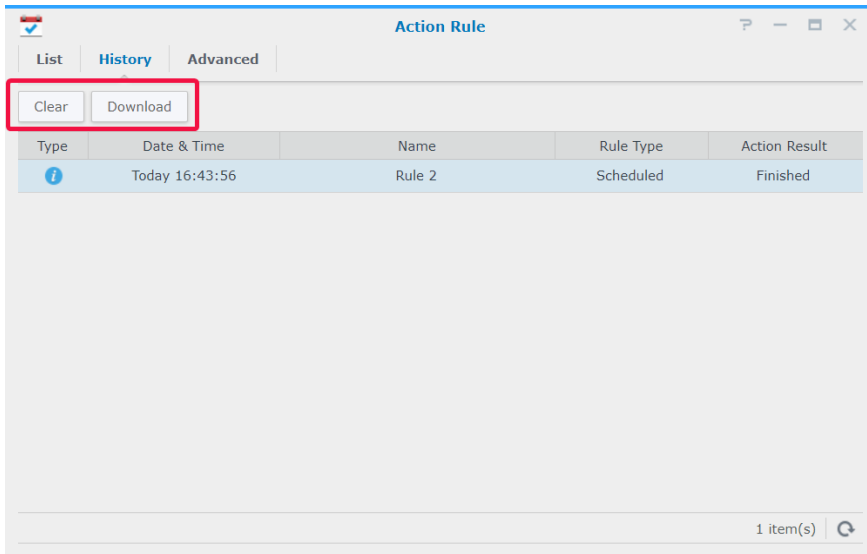 Action Rule
List History Advanced
Clear Download
Type Date & Time Name Rule Type Action Result
i Today 16:43:56 Rule 2 Scheduled Finished
1 item(s)